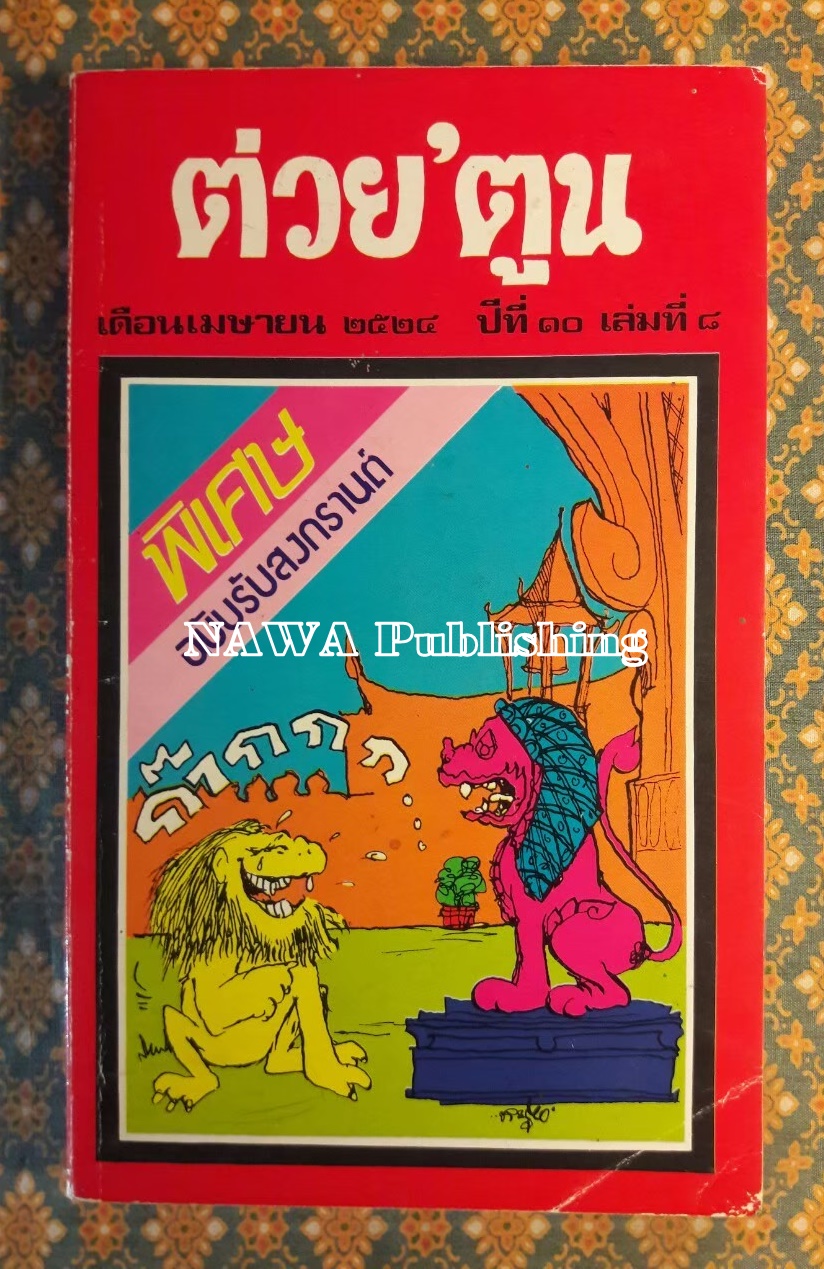 ต่วย'ตูน
เดือนเมษายน ๒๕๒๔ ปีที่ ๑๐ เล่มที่ ๘
พิเศษ
ฉบับรับสงกรานต์
NAWA Publishing
ก๊ากกก